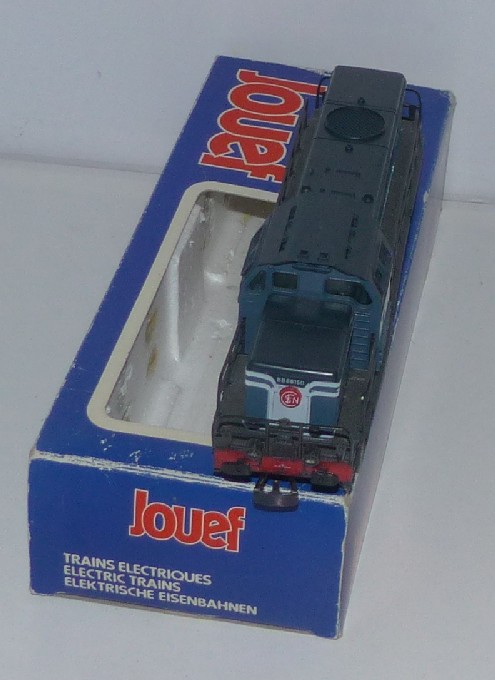 Jouef
Jouef
TRAINS ELECTRIQUES
ELECTRIC TRAINS
ELEKTRISCHE EISENBAHNEN